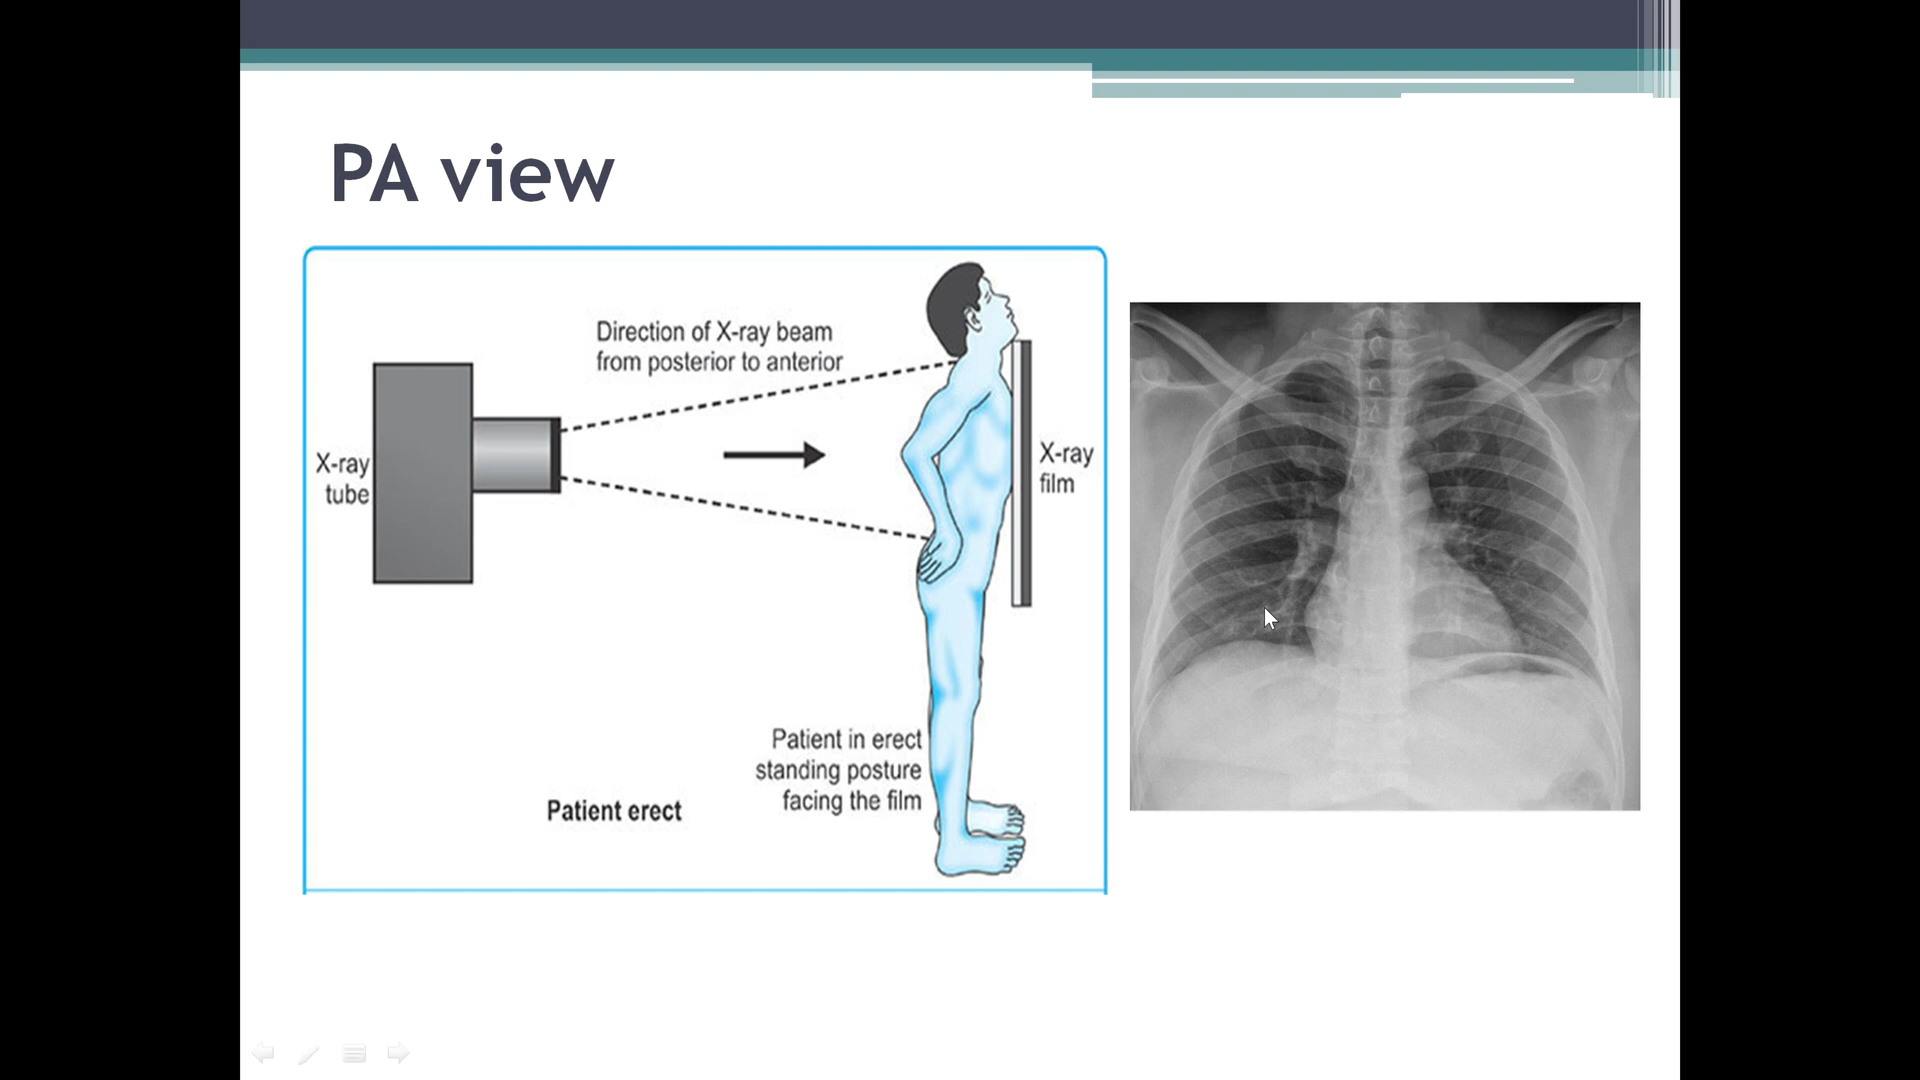 PA view
Direction of X-ray beam
from posterior to anterior
X-ray
tube
X-ray
film
Patient in erect
standing posture
facing the film
Patient erect